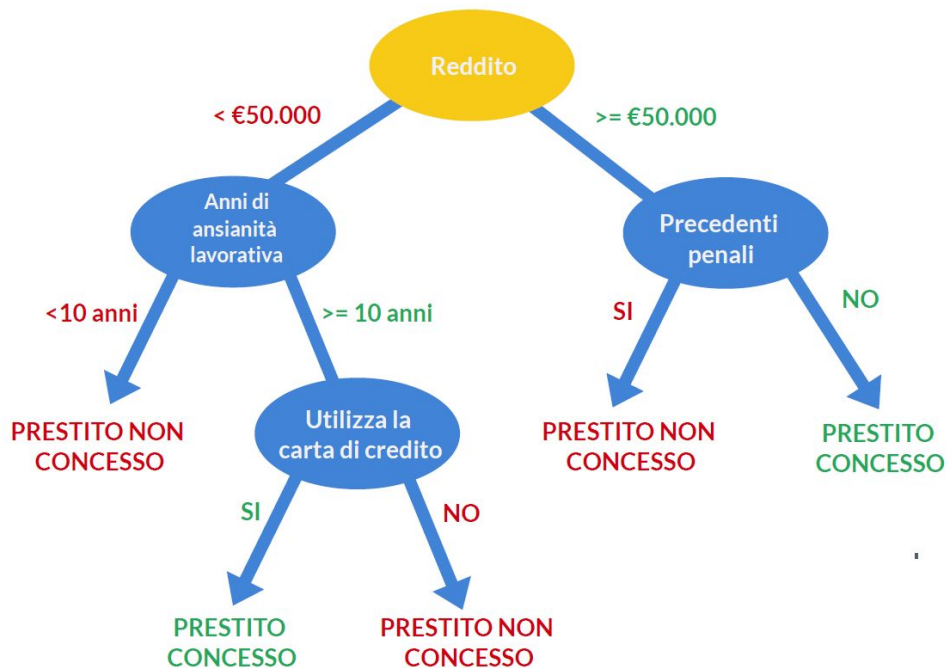 Reddito
< €50.000
>= €50.000
Anni di
ansianità
lavorativa
Precedenti
penali
<10 anni
>= 10 anni
SI
NO
PRESTITO NON
CONCESSO
Utilizza la
carta di credito
PRESTITO NON
CONCESSO
PRESTITO
CONCESSO
SI
NO
PRESTITO
CONCESSO
PRESTITO NON
CONCESSO